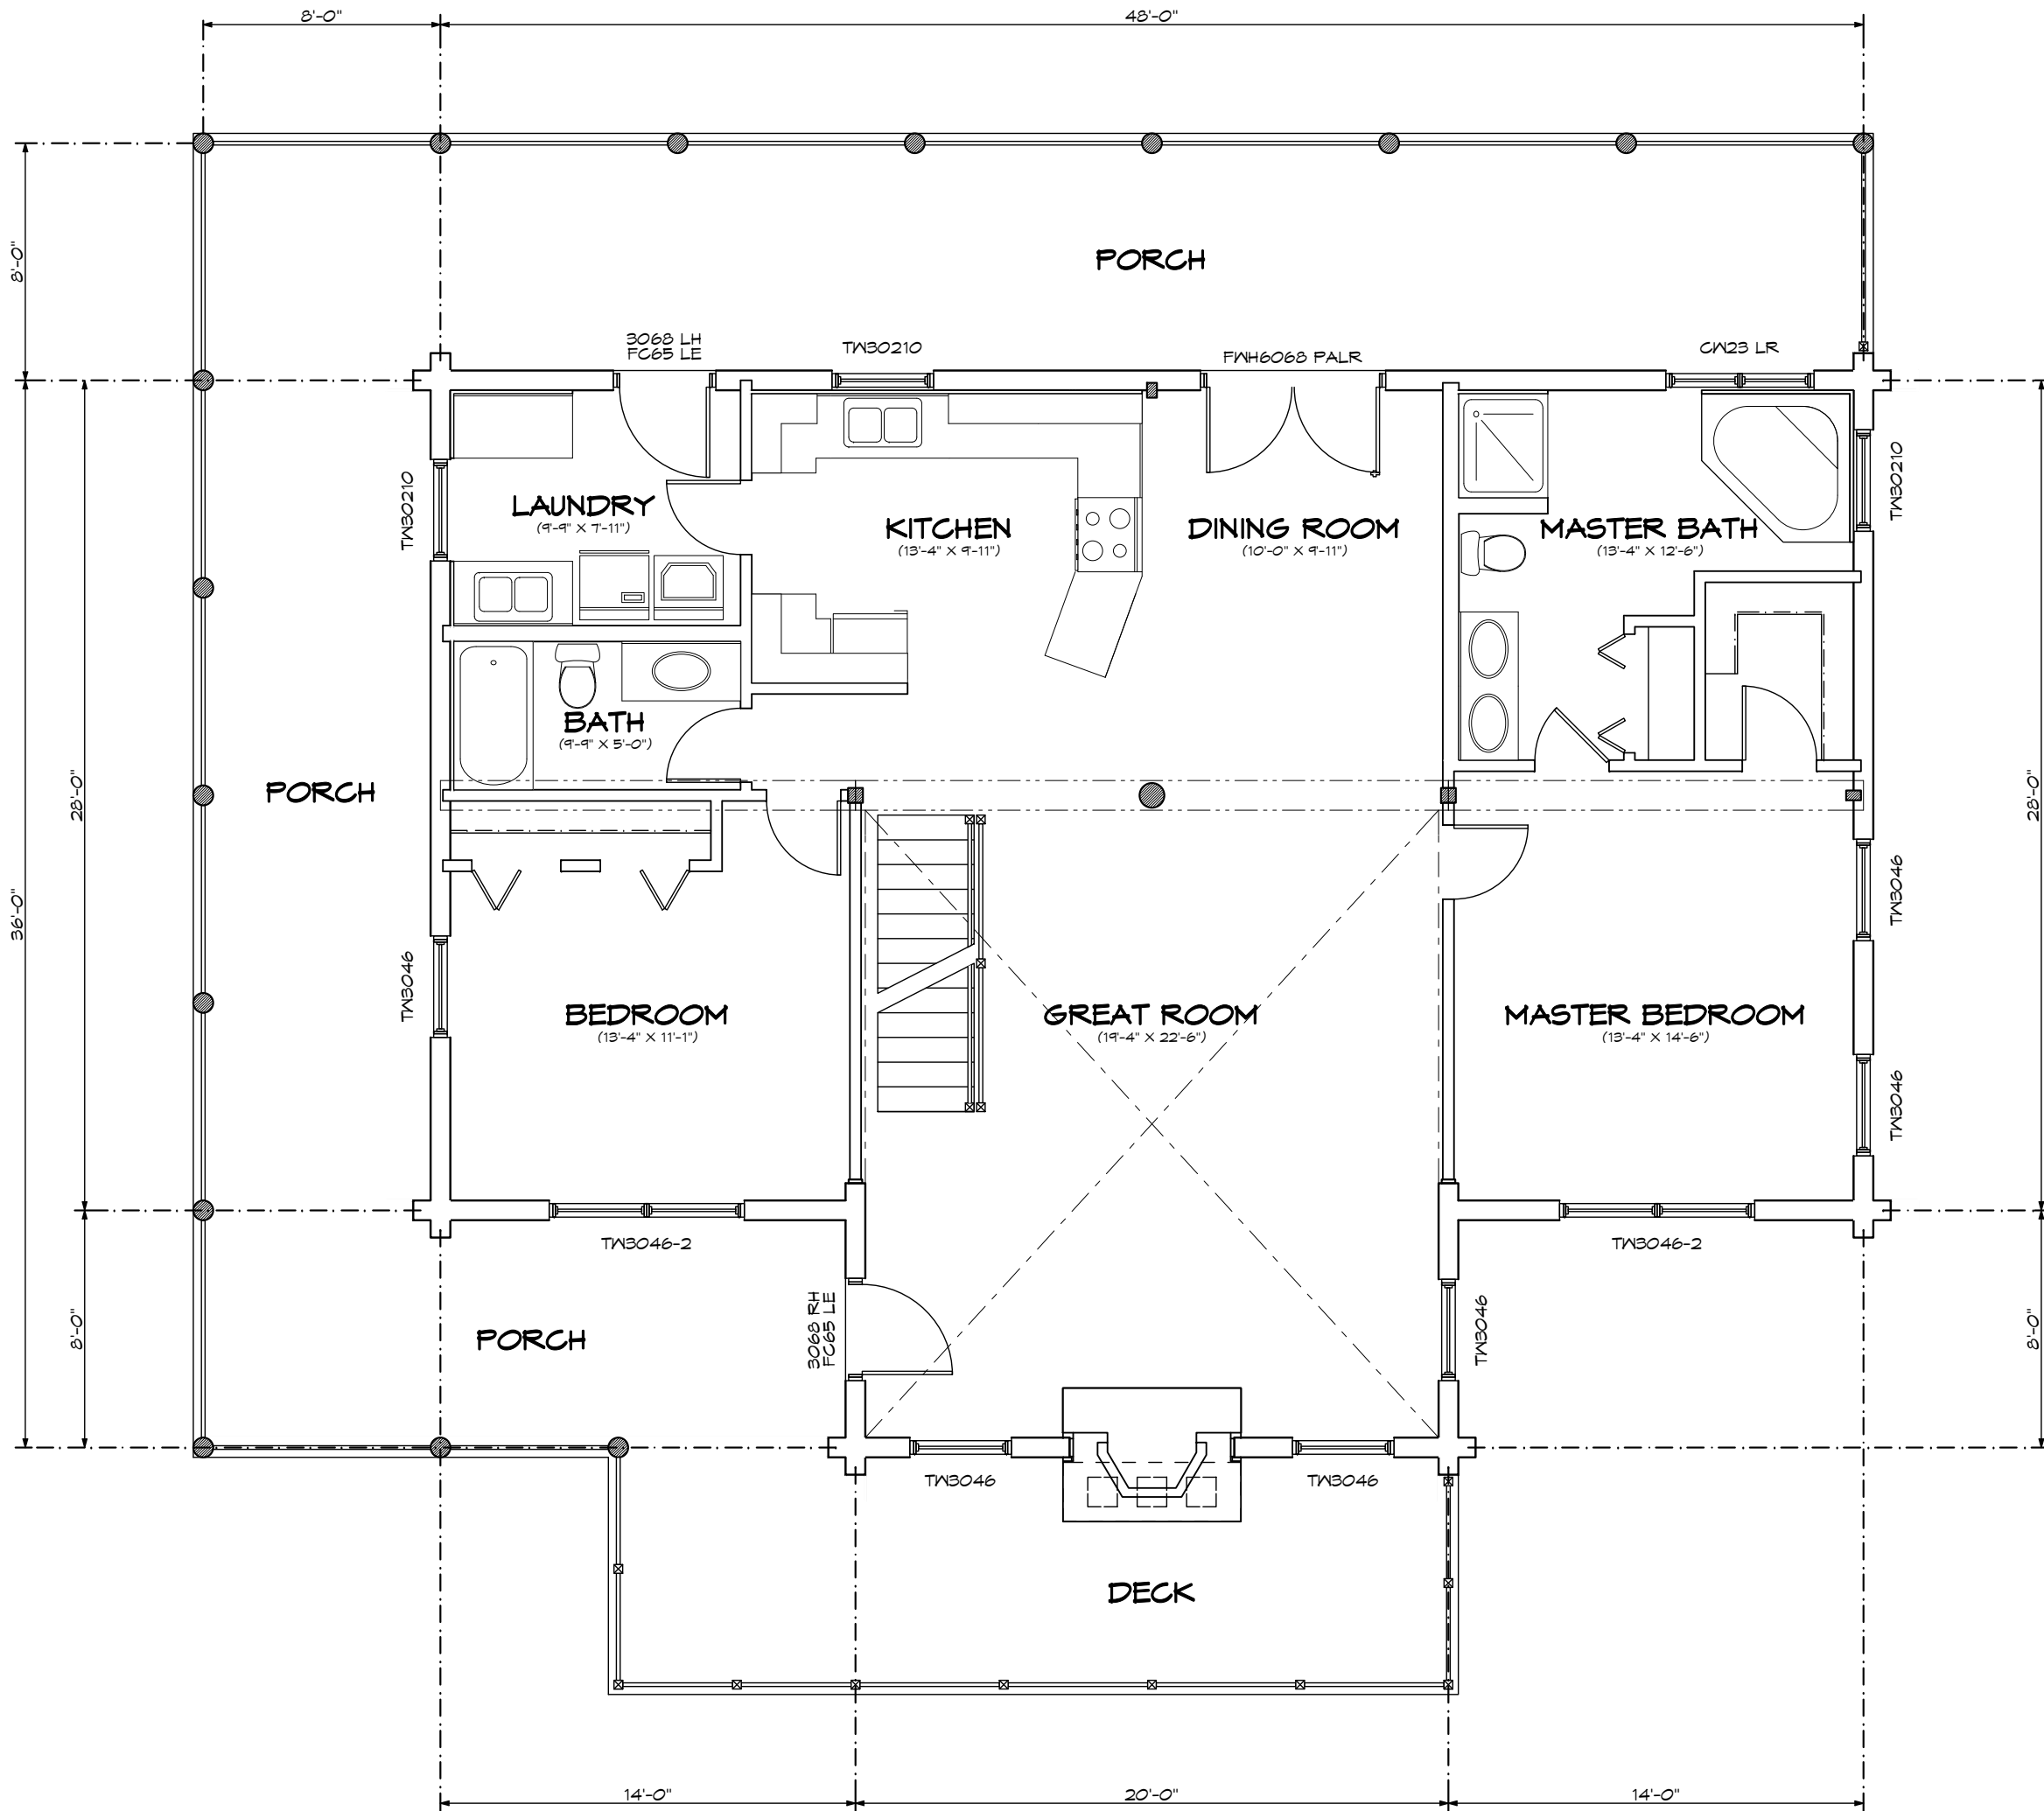 8'-0"
48'-0"
8'-0"
PORCH
3068 LH
FC65 LE
TW30210
FWH6068 PALR
CW23 LR
TW30210
LAUNDRY
(9'-9" X 7'-11")
KITCHEN
(13'-4" X 9'-11")
DINING ROOM
(10'-0" X 9'-11")
MASTER BATH
(13'-4" X 12'-6")
TW30210
BATH
(9'-9" X 5'-0")
PORCH
28'-0"
36'-0"
28'-0"
TW3046
TW3046
BEDROOM
(13'-4" X 11'-1")
GREAT ROOM
(19'-4" X 22'-6")
MASTER BEDROOM
(13'-4" X 14'-6")
TW3046
TW3046-2
TW3046-2
8'-0"
PORCH
3068 RH
FC65 LE
TW3046
8'-0"
TW3046
TW3046
DECK
14'-0"
20'-0"
14'-0"